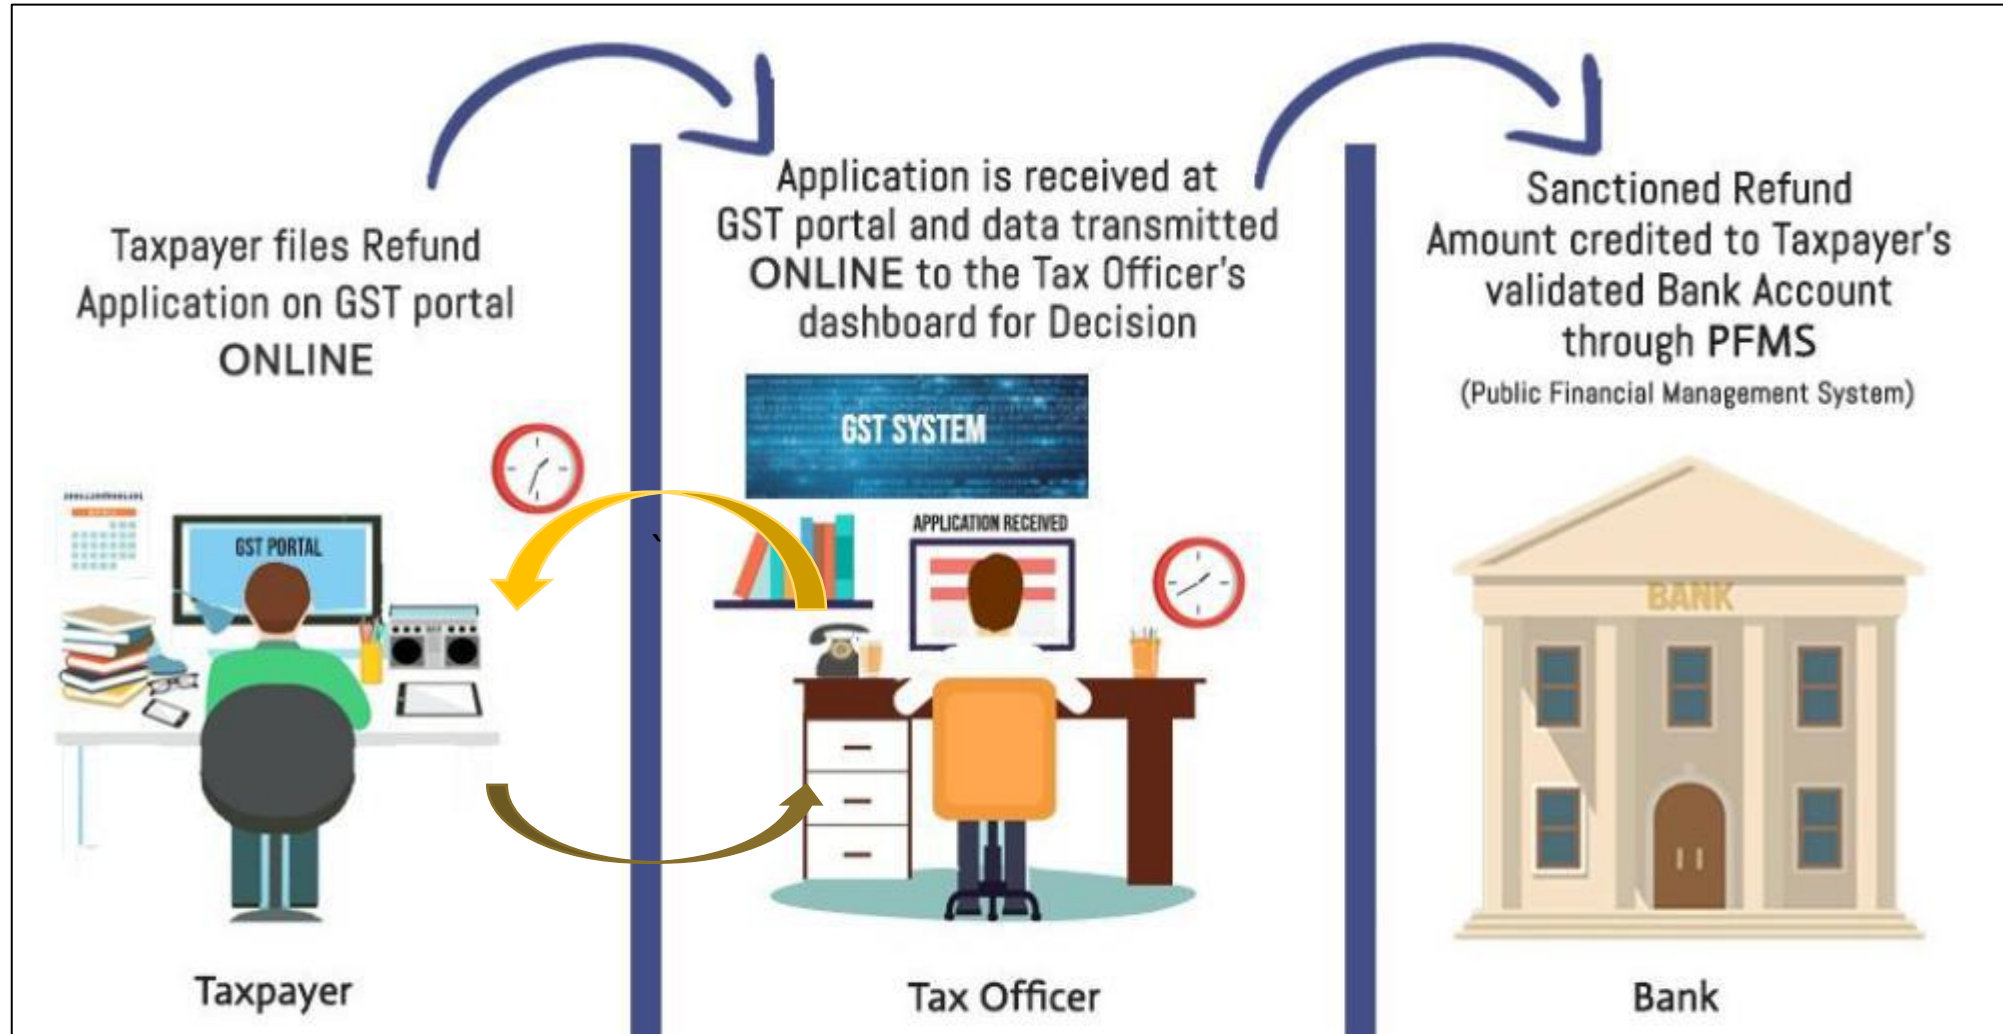 Taxpayer files Refund
Application on GST portal
ONLINE
GST PORTAL
Taxpayer
Application is received at
GST portal and data transmitted
ONLINE to the Tax Officer's
dashboard for Decision
GST SYSTEM
APPLICATION RECEIVED
Tax Officer
Sanctioned Refund
Amount credited to Taxpayer's
validated Bank Account
through PFMS
(Public Financial Management System)
BANK
Bank